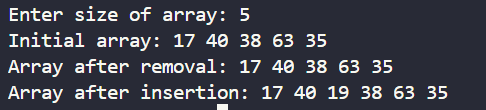 Enter size of array: 5
Initial array: 17 40 38 63 35
Array after removal: 17 40 38 63 35
Array after insertion: 17 40 19 38 63 35